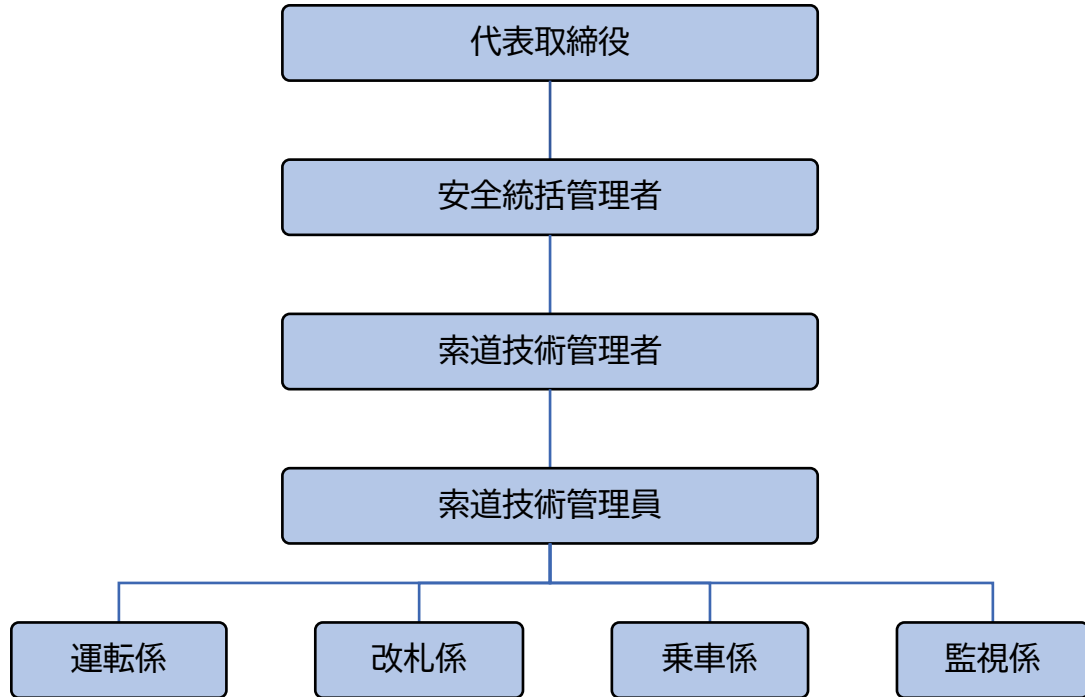 代表取締役
安全統括管理者
索道技術管理者
索道技術管理員
運転係
改札係
乗車係
監視係